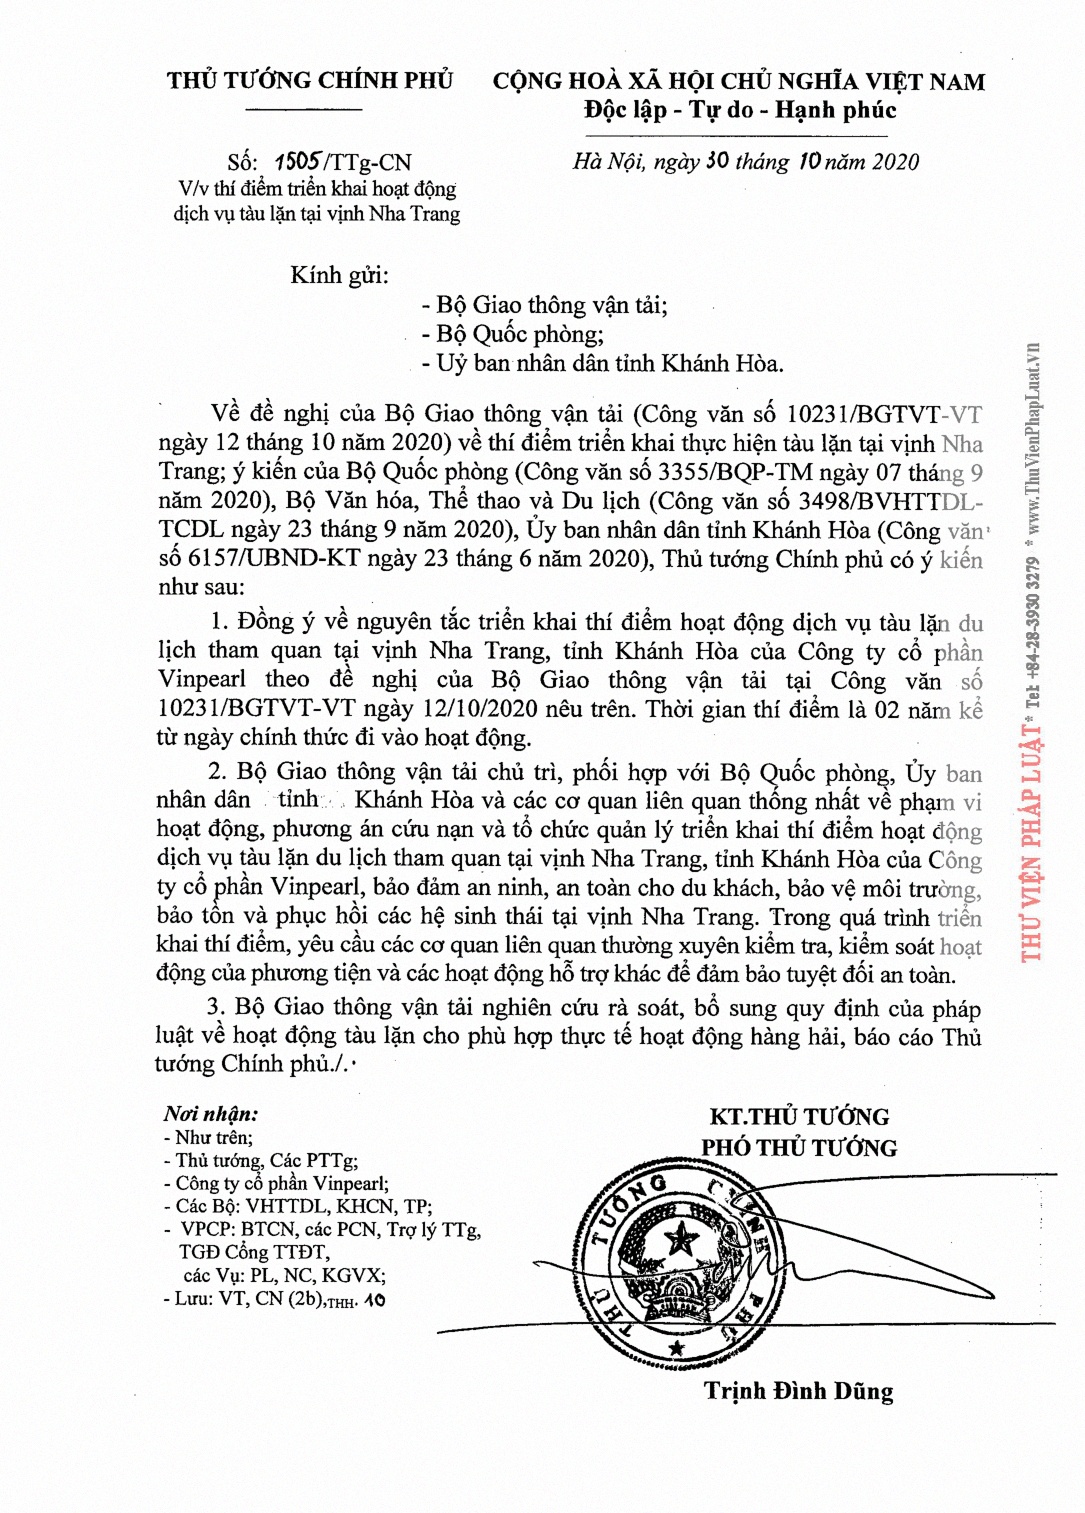 THỦ TƯỚNG CHÍNH PHỦ
CỘNG HOÀ XÃ HỘI CHỦ NGHĨA VIỆT NAM
Độc lập - Tự do - Hạnh phúc
Số: 1505/TTg-CN
Hà Nội, ngày 30 tháng 10 năm 2020
V/v thí điểm triển khai hoạt động
dịch vụ tàu lặn tại vịnh Nha Trang
Kính gửi:
- Bộ Giao thông vận tải;
- Bộ Quốc phòng;
- Uỷ ban nhân dân tỉnh Khánh Hòa.
Về đề nghị của Bộ Giao thông vận tải (Công văn số 10231/BGTVT-VT
ngày 12 tháng 10 năm 2020) về thí điểm triển khai thực hiện tàu lặn tại vịnh Nha
Trang; ý kiến của Bộ Quốc phòng (Công văn số 3355/BQP-TM ngày 07 tháng 9
năm 2020), Bộ Văn hóa, Thể thao và Du lịch (Công văn số 3498/BVHTTDL-
TCDL ngày 23 tháng 9 năm 2020), Ủy ban nhân dân tỉnh Khánh Hòa (Công văn
số 6157/UBND-KT ngày 23 tháng 6 năm 2020), Thủ tướng Chính phủ có ý kiến
như sau:
1. Đồng ý về nguyên tắc triển khai thí điểm hoạt động dịch vụ tàu lặn du
lịch tham quan tại vịnh Nha Trang, tỉnh Khánh Hòa của Công ty cổ phần
Vinpearl theo đề nghị của Bộ Giao thông vận tải tại Công văn số
10231/BGTVT-VT ngày 12/10/2020 nêu trên. Thời gian thí điểm là 02 năm kể
từ ngày chính thức đi vào hoạt động.
2. Bộ Giao thông vận tải chủ trì, phối hợp với Bộ Quốc phòng, Ủy ban
nhân dân tỉnh Khánh Hòa và các cơ quan liên quan thống nhất về phạm vi
hoạt động, phương án cứu nạn và tổ chức quản lý triển khai thí điểm hoạt động
dịch vụ tàu lặn du lịch tham quan tại vịnh Nha Trang, tỉnh Khánh Hòa của Công
ty cổ phần Vinpearl, bảo đảm an ninh, an toàn cho du khách, bảo vệ môi trường,
bảo tồn và phục hồi các hệ sinh thái tại vịnh Nha Trang. Trong quá trình triển
khai thí điểm, yêu cầu các cơ quan liên quan thường xuyên kiểm tra, kiểm soát hoạt
động của phương tiện và các hoạt động hỗ trợ khác để đảm bảo tuyệt đối an toàn.
3. Bộ Giao thông vận tải nghiên cứu rà soát, bổ sung quy định của pháp
luật về hoạt động tàu lặn cho phù hợp thực tế hoạt động hàng hải, báo cáo Thủ
tướng Chính phủ./.
Nơi nhận:
- Như trên;
- Thủ tướng, Các PTTg;
- Công ty cổ phần Vinpearl;
- Các Bộ: VHTTDL, KHCN, TP;
- VPCP: BTCN, các PCN, Trợ lý TTg,
TGĐ Cổng TTĐT,
các Vụ: PL, NC, KGVX;
- Lưu: VT, CN (2b),THH. 10
KT.THỦ TƯỚNG
PHÓ THỦ TƯỚNG
THỦ TƯỚNG CHÍNH PHỦ
Trịnh Đình Dũng
THƯ VIỆN PHÁP LUẬT * Tel: +84-28-3930 3279 * www.ThuVienPhapLuat.vn